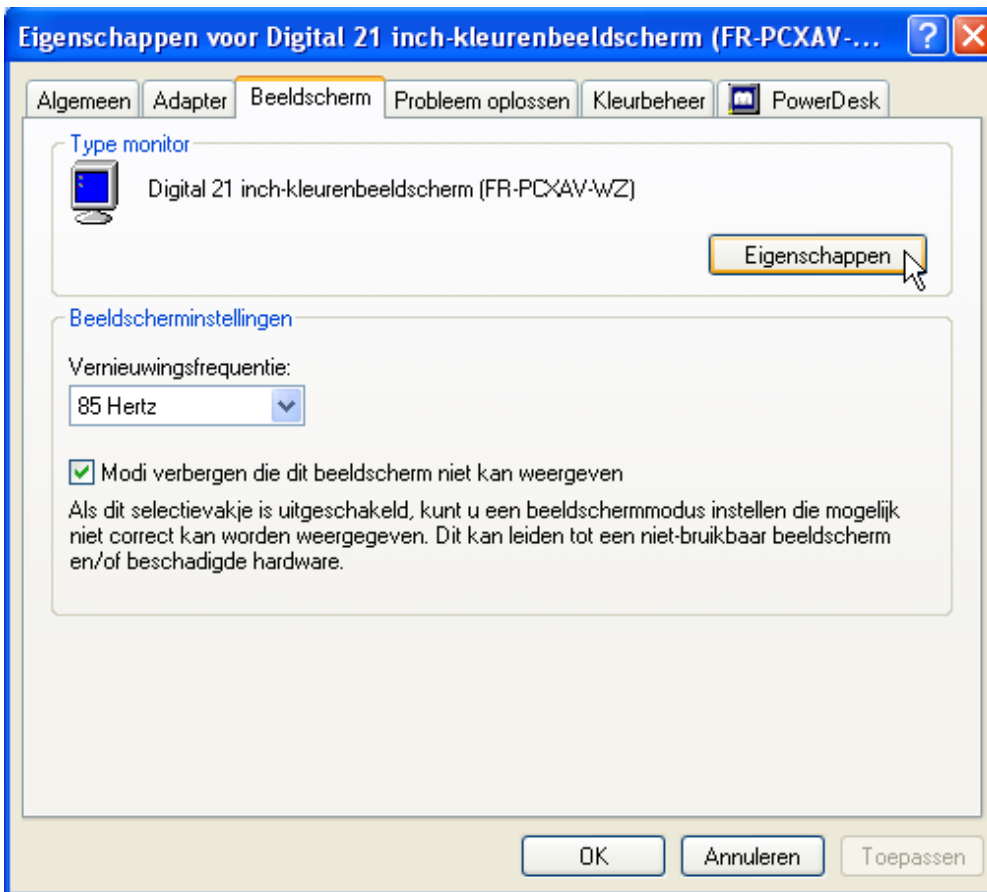 Eigenschappen voor Digital 21 inch-kleurenbeeldscherm (FR-PCXAV-...
Algemeen Adapter Beeldscherm Probleem oplossen Kleurbeheer PowerDesk
Type monitor
Digital 21 inch-kleurenbeeldscherm (FR-PCXAV-WZ)
Eigenschappen
Beeldscherminstellingen
Vernieuwingsfrequentie:
85 Hertz
Modi verbergen die dit beeldscherm niet kan weergeven
Als dit selectievakje is uitgeschakeld, kunt u een beeldschermmodus instellen die mogelijk
niet correct kan worden weergegeven. Dit kan leiden tot een niet-bruikbaar beeldscherm
en/of beschadigde hardware.
OK Annuleren Toepassen